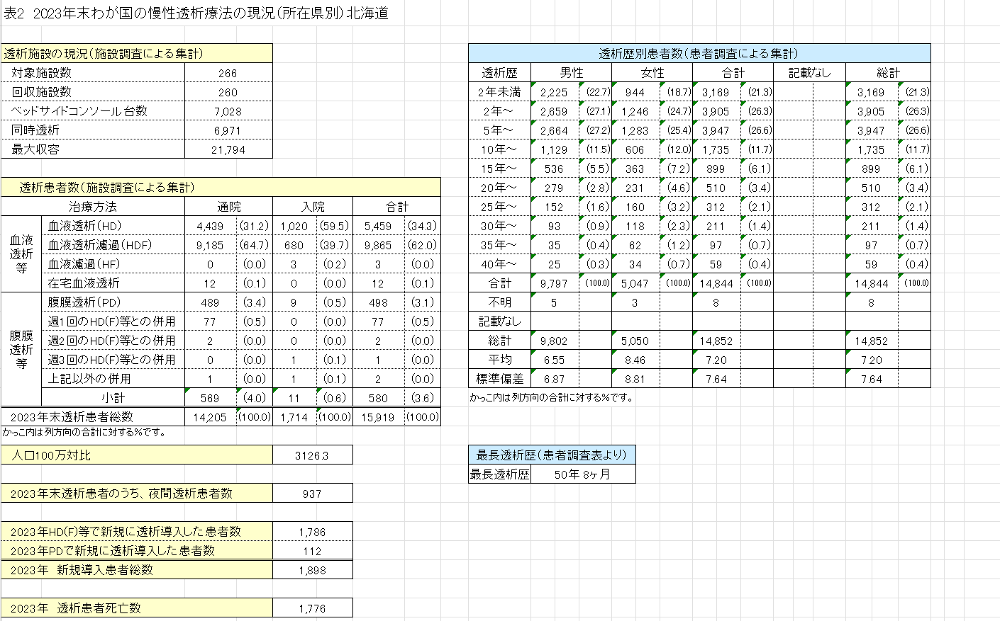 表2 2023年末わが国の慢性透析療法の現況(所在県別) 北海道
透析施設の現況(施設調査による集計)
対象施設数 266
回収施設数 260
ベッドサイドコンソール台数 7,028
同時透析 6,971
最大収容 21,794
透析患者数(施設調査による集計)
治療方法 通院 入院 合計
血液透析等
血液透析(HD) 4,439 (31.2) 1,020 (59.5) 5,459 (34.3)
血液透析濾過(HDF) 9,185 (64.7) 680 (39.7) 9,865 (62.0)
血液濾過(HF) 0 (0.0) 3 (0.2) 3 (0.0)
在宅血液透析 12 (0.1) 0 (0.0) 12 (0.1)
腹膜透析等
腹膜透析(PD) 489 (3.4) 9 (0.5) 498 (3.1)
週1回のHD(F)等との併用 77 (0.5) 0 (0.0) 77 (0.5)
週2回のHD(F)等との併用 2 (0.0) 0 (0.0) 2 (0.0)
週3回のHD(F)等との併用 0 (0.0) 1 (0.1) 1 (0.0)
上記以外の併用 1 (0.0) 1 (0.1) 2 (0.0)
小計 569 (4.0) 11 (0.6) 580 (3.6)
2023年末透析患者総数 14,205 (100.0) 1,714 (100.0) 15,919 (100.0)
かっこ内は列方向の合計に対する%です。
人口100万対比 3126.3
2023年末透析患者のうち、夜間透析患者数 937
2023年HD(F)等で新規に透析導入した患者数 1,786
2023年PDで新規に透析導入した患者数 112
2023年 新規導入患者総数 1,898
2023年 透析患者死亡数 1,776
透析歴別患者数(患者調査による集計)
透析歴 男性 女性 合計 記載なし 総計
2年未満 2,225 (22.7) 944 (18.7) 3,169 (21.3) 3,169 (21.3)
2年~ 2,659 (27.1) 1,246 (24.7) 3,905 (26.3) 3,905 (26.3)
5年~ 2,664 (27.2) 1,283 (25.4) 3,947 (26.6) 3,947 (26.6)
10年~ 1,129 (11.5) 606 (12.0) 1,735 (11.7) 1,735 (11.7)
15年~ 536 (5.5) 363 (7.2) 899 (6.1) 899 (6.1)
20年~ 279 (2.8) 231 (4.6) 510 (3.4) 510 (3.4)
25年~ 152 (1.6) 160 (3.2) 312 (2.1) 312 (2.1)
30年~ 93 (0.9) 118 (2.3) 211 (1.4) 211 (1.4)
35年~ 35 (0.4) 62 (1.2) 97 (0.7) 97 (0.7)
40年~ 25 (0.3) 34 (0.7) 59 (0.4) 59 (0.4)
合計 9,797 (100.0) 5,047 (100.0) 14,844 (100.0) 14,844 (100.0)
不明 5 3 8 8
記載なし
総計 9,802 5,050 14,852 14,852
平均 6.55 8.46 7.20 7.20
標準偏差 6.87 8.81 7.64 7.64
かっこ内は列方向の合計に対する%です。
最長透析歴(患者調査表より)
最長透析歴 50年 8ヶ月